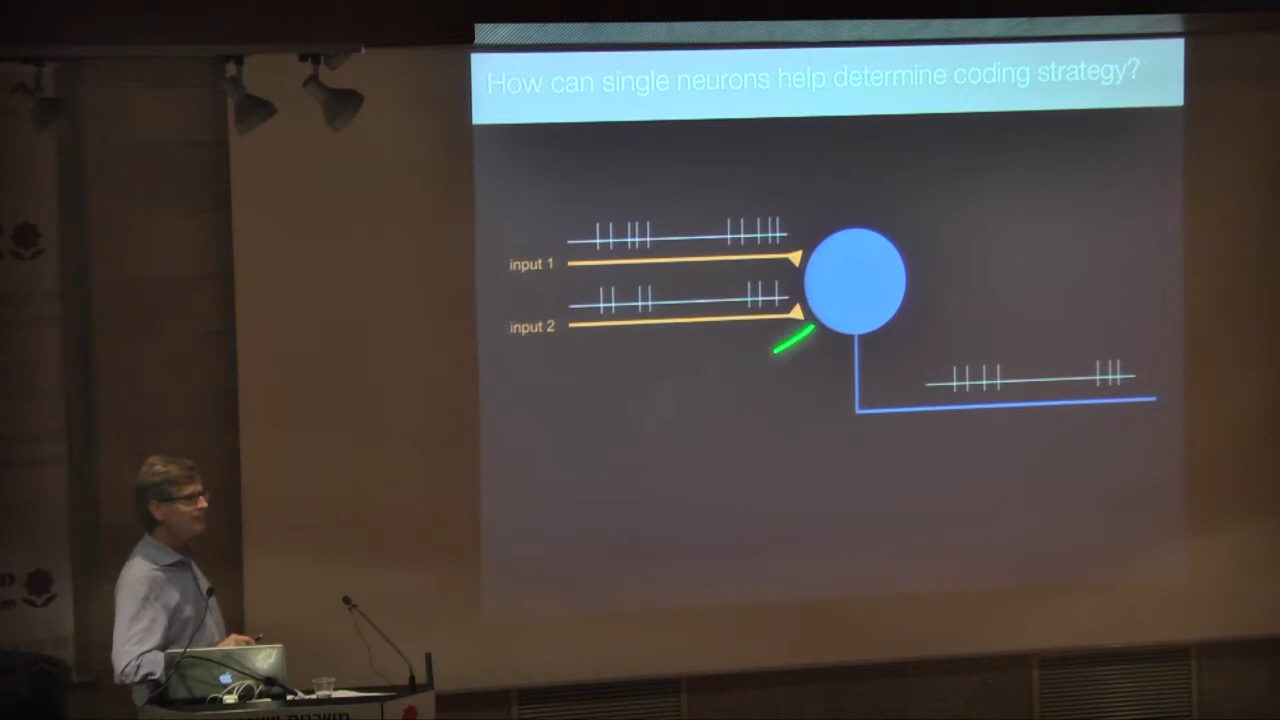 How can single neurons help determine coding strategy?
input 1
input 2